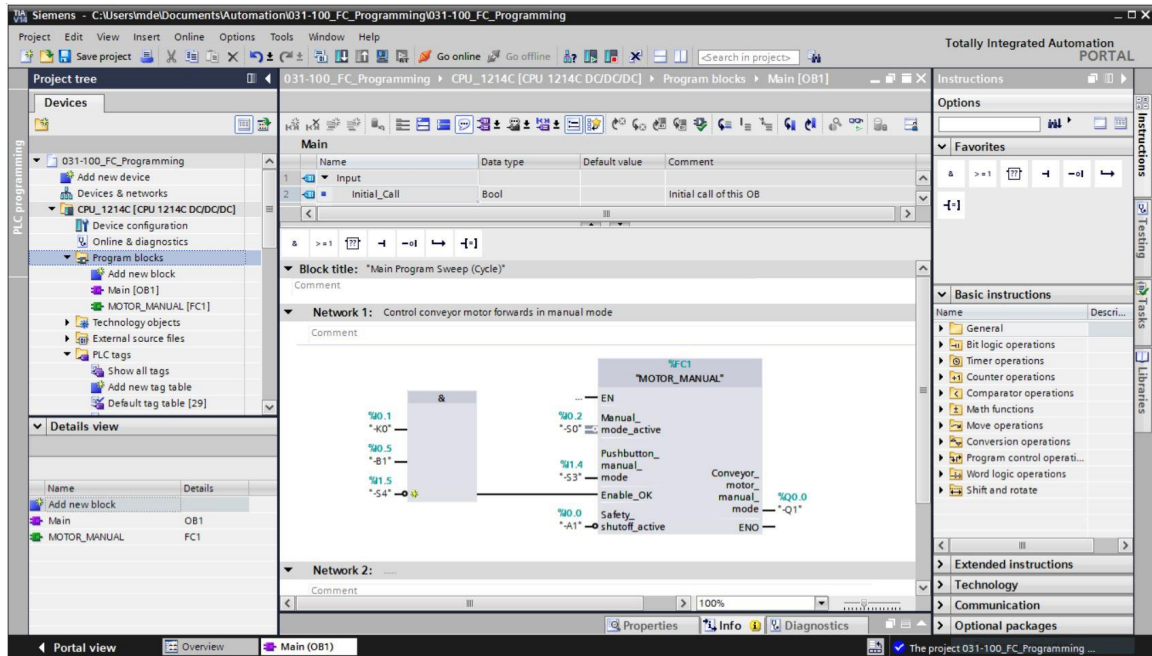 TIA V14 Siemens - C:\Users\mde\Documents\Automation\031-100_FC_Programming\031-100_FC_Programming
Project Edit View Insert Online Options Tools Window Help
Totally Integrated Automation
PORTAL
Save project Go online Go offline <Search in project>
Project tree
Devices
PLC programming
031-100_FC_Programming
Add new device
Devices & networks
CPU_1214C [CPU 1214C DC/DC/DC]
Device configuration
Online & diagnostics
Program blocks
Add new block
Main [OB1]
MOTOR_MANUAL [FC1]
Technology objects
External source files
PLC tags
Show all tags
Add new tag table
Default tag table [29]
Details view
Name Details
Add new block
Main OB1
MOTOR_MANUAL FC1
031-100_FC_Programming CPU_1214C [CPU 1214C DC/DC/DC] Program blocks Main [OB1]
Main
Name Data type Default value Comment
1 Input
2 Initial_Call Bool Initial call of this OB
& >=1 ??
Block title: "Main Program Sweep (Cycle)"
Comment
Network 1: Control conveyor motor forwards in manual mode
Comment
&
%I0.1
"-K0"
%I0.5
"-B1"
%I1.5
"-S4"
%FC1
"MOTOR_MANUAL"
... EN
%I0.2
"-S0"
Manual_
mode_active
%I1.4
"-S3"
Pushbutton_
manual_
mode
Enable_OK
%I0.0
"-A1"
Safety_
shutoff_active
Conveyor_
motor_
manual_
mode
%Q0.0
"-Q1"
ENO
Network 2: .....
Comment
100%
Properties Info Diagnostics
Instructions
Options
Favorites
& >=1 ??
Basic instructions
Name Descri...
General
Bit logic operations
Timer operations
Counter operations
Comparator operations
Math functions
Move operations
Conversion operations
Program control operati...
Word logic operations
Shift and rotate
Extended instructions
Technology
Communication
Optional packages
Instructions
Testing
Tasks
Libraries
Portal view Overview Main (OB1) The project 031-100_FC_Programming ...